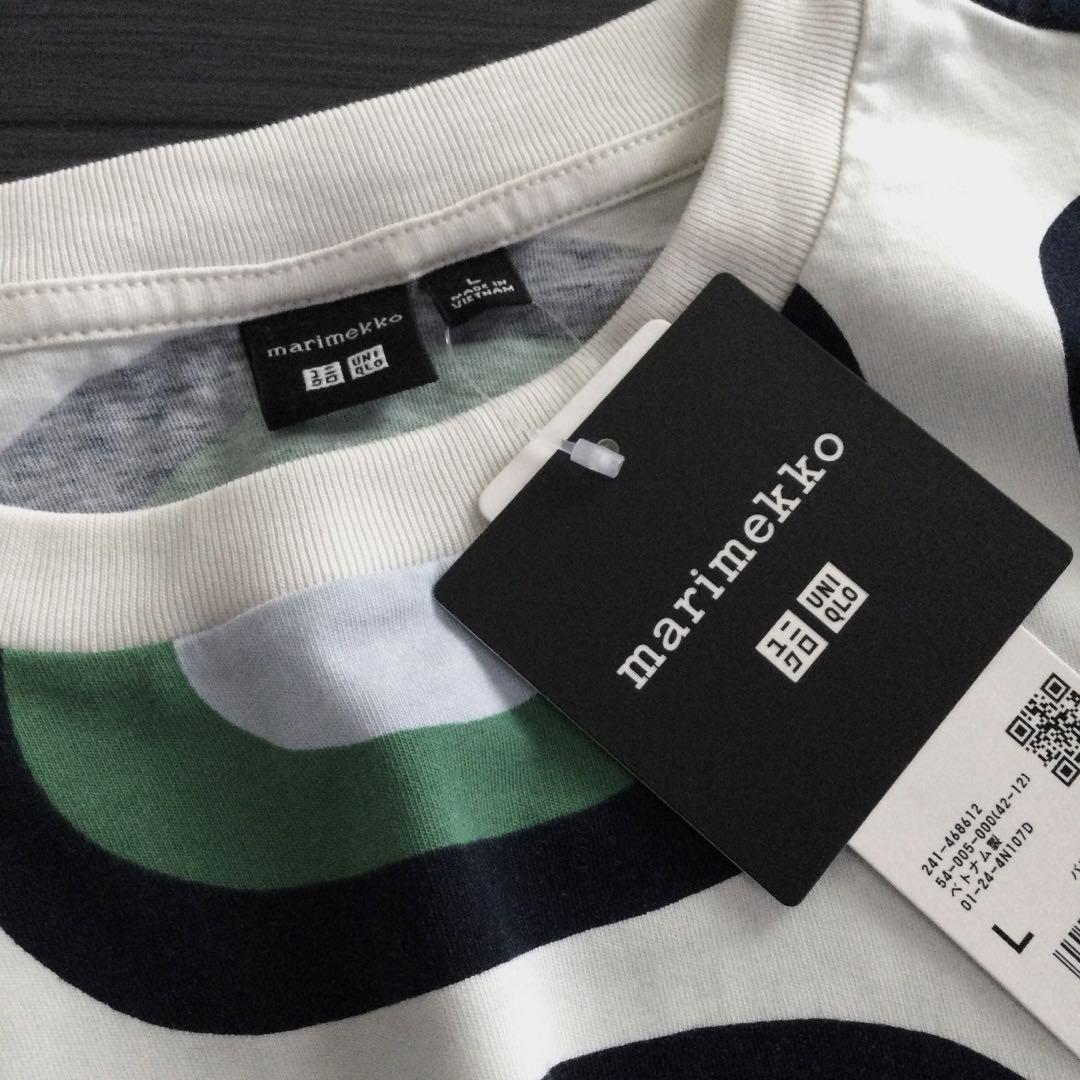 marimekko
ユニクロ UNIQLO
L
MADE IN
VIETNAM
marimekko
ユニクロ UNIQLO
241-468612
54-005-000(42-12)
ベトナム製
01-24-4N107D
L